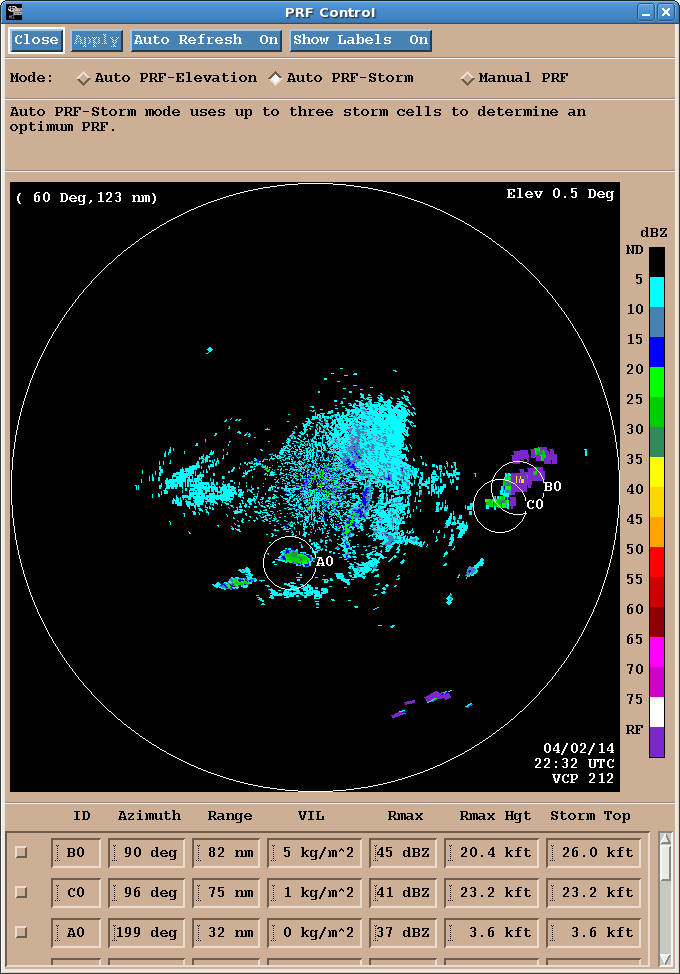 PRF Control
Close Apply Auto Refresh On Show Labels On
Mode: Auto PRF-Elevation Auto PRF-Storm Manual PRF
Auto PRF-Storm mode uses up to three storm cells to determine an
optimum PRF.
( 60 Deg,123 nm) Elev 0.5 Deg
dBZ
ND
5
10
15
20
25
30
35
40
45
50
55
60
65
70
75
RF
B0
C0
A0
04/02/14
22:32 UTC
VCP 212
ID Azimuth Range VIL Rmax Rmax Hgt Storm Top
B0 90 deg 82 nm 5 kg/m^2 45 dBZ 20.4 kft 26.0 kft
C0 96 deg 75 nm 1 kg/m^2 41 dBZ 23.2 kft 23.2 kft
A0 199 deg 32 nm 0 kg/m^2 37 dBZ 3.6 kft 3.6 kft